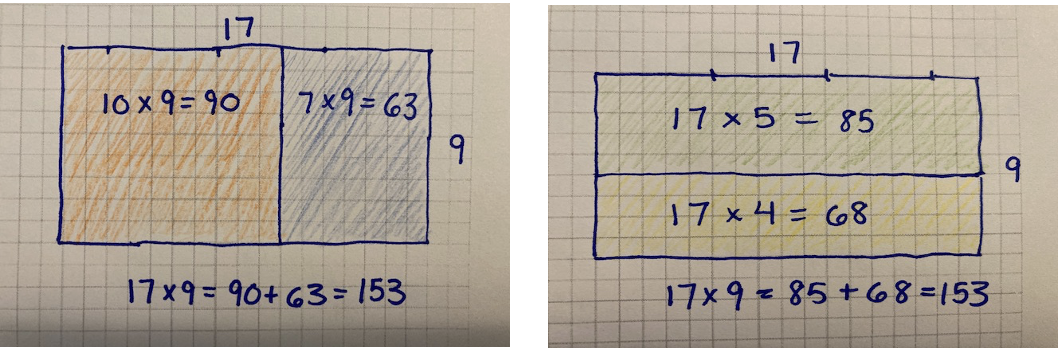 17
10 × 9 = 90
7 × 9 = 63
9
17 × 9 = 90 + 63 = 153
17
17 × 5 = 85
9
17 × 4 = 68
17 × 9 = 85 + 68 = 153